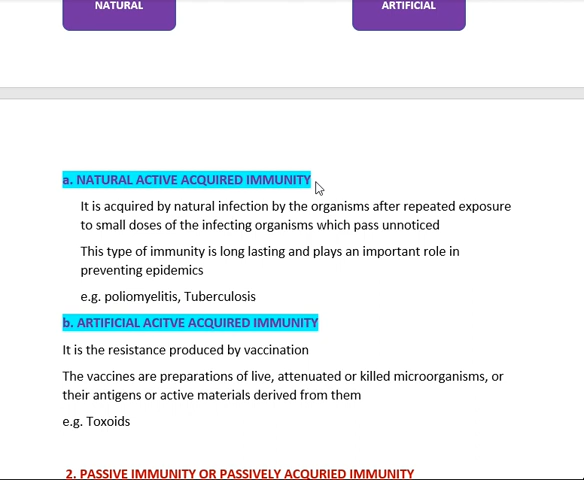 NATURAL
ARTIFICIAL
a. NATURAL ACTIVE ACQUIRED IMMUNITY
It is acquired by natural infection by the organisms after repeated exposure
to small doses of the infecting organisms which pass unnoticed
This type of immunity is long lasting and plays an important role in
preventing epidemics
e.g. poliomyelitis, Tuberculosis
b. ARTIFICIAL ACITVE ACQUIRED IMMUNITY
It is the resistance produced by vaccination
The vaccines are preparations of live, attenuated or killed microorganisms, or
their antigens or active materials derived from them
e.g. Toxoids
2. PASSIVE IMMUNITY OR PASSIVELY ACQURIED IMMUNITY